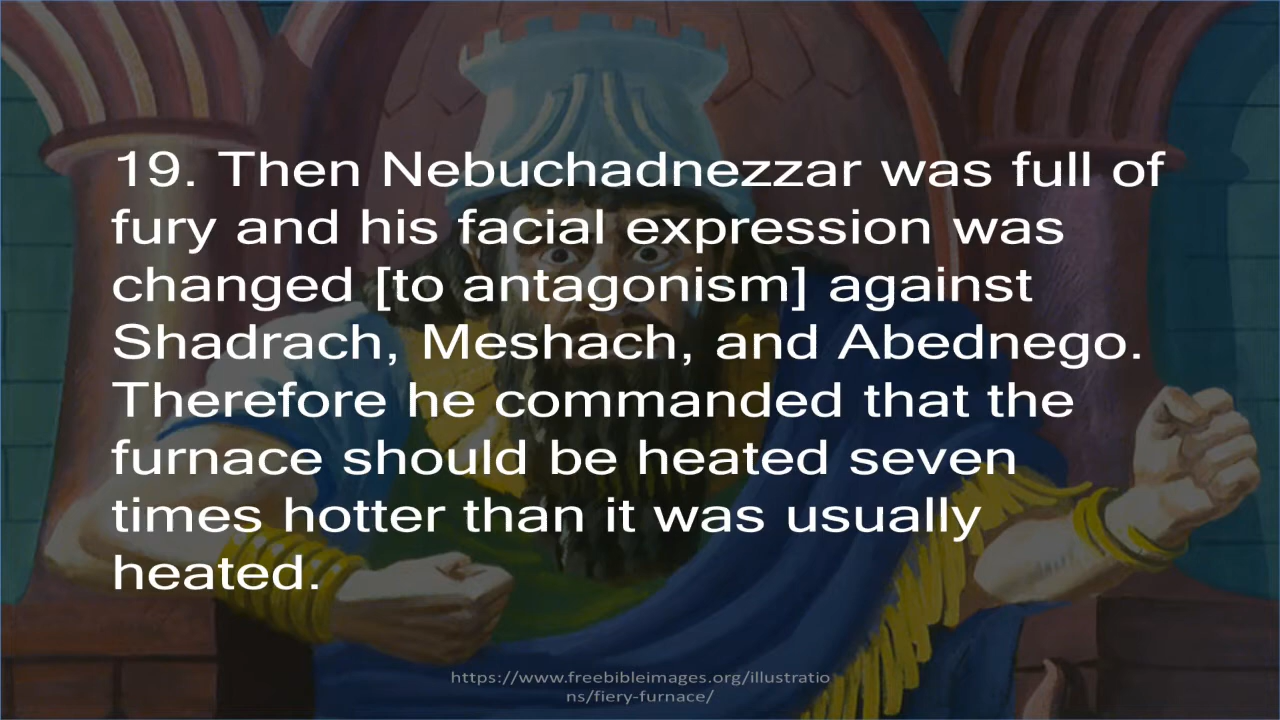 19. Then Nebuchadnezzar was full of
fury and his facial expression was
changed [to antagonism] against
Shadrach, Meshach, and Abednego.
Therefore he commanded that the
furnace should be heated seven
times hotter than it was usually
heated.
https://www.freebibleimages.org/illustratio
ns/fiery-furnace/